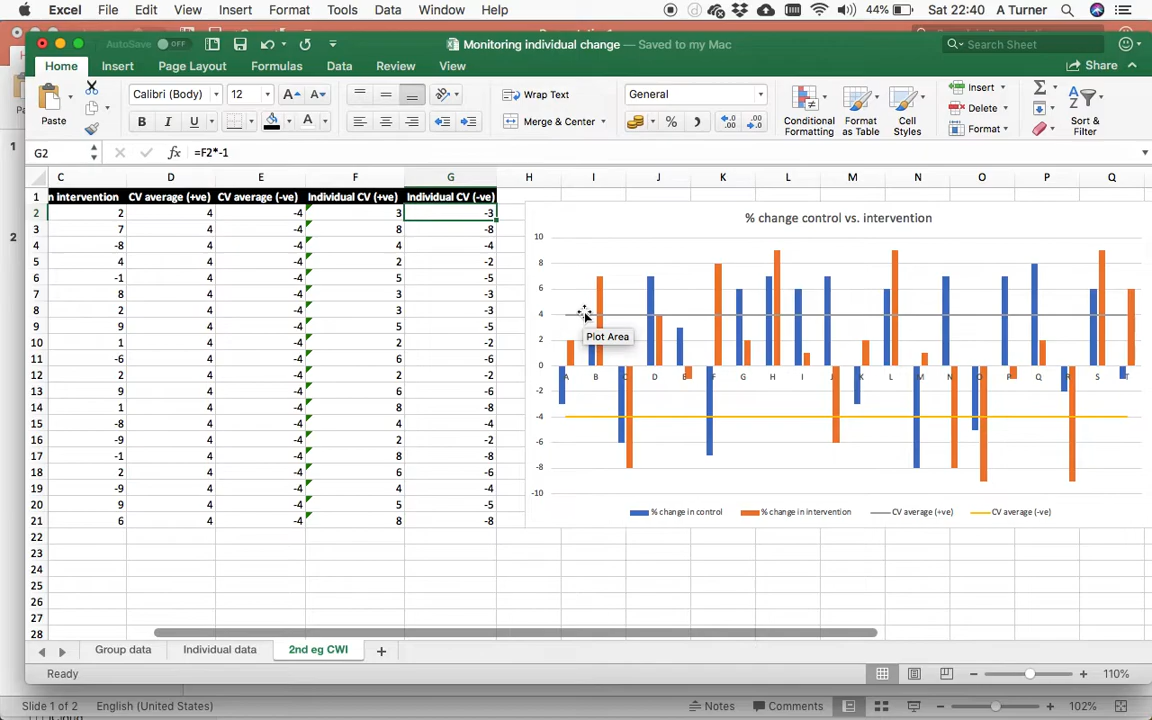 Excel File Edit View Insert Format Tools Data Window Help 44% Sat 22:40 A Turner
AutoSave OFF Monitoring individual change — Saved to my Mac Search Sheet
Home Insert Page Layout Formulas Data Review View Share
Paste Calibri (Body) 12 A A Wrap Text General Conditional Formatting Format as Table Cell Styles Insert Sort & Filter
B I U A Merge & Center % Delete
Format
G2 fx =F2*-1
C D E F G H I J K L M N O P Q
1 n intervention CV average (+ve) CV average (-ve) Individual CV (+ve) Individual CV (-ve)
2 2 4 -4 3 -3
3 7 4 -4 8 -8
4 -8 4 -4 4 -4
5 4 4 -4 2 -2
6 -1 4 -4 5 -5
7 8 4 -4 3 -3
8 2 4 -4 3 -3
9 9 4 -4 5 -5
10 1 4 -4 2 -2
11 -6 4 -4 6 -6
12 2 4 -4 2 -2
13 9 4 -4 6 -6
14 1 4 -4 8 -8
15 -8 4 -4 4 -4
16 -9 4 -4 2 -2
17 -1 4 -4 8 -8
18 2 4 -4 6 -6
19 -9 4 -4 4 -4
20 9 4 -4 5 -5
21 6 4 -4 8 -8
22
23
24
25
26
27
28
% change control vs. intervention
10
8
6
4
2
0
-2
-4
-6
-8
-10
A B C D E F G H I J K L M N O P Q R S T
Plot Area
% change in control % change in intervention CV average (+ve) CV average (-ve)
Group data Individual data 2nd eg CWI +
Ready 110%
1
2
Slide 1 of 2 English (United States) Notes Comments 102%